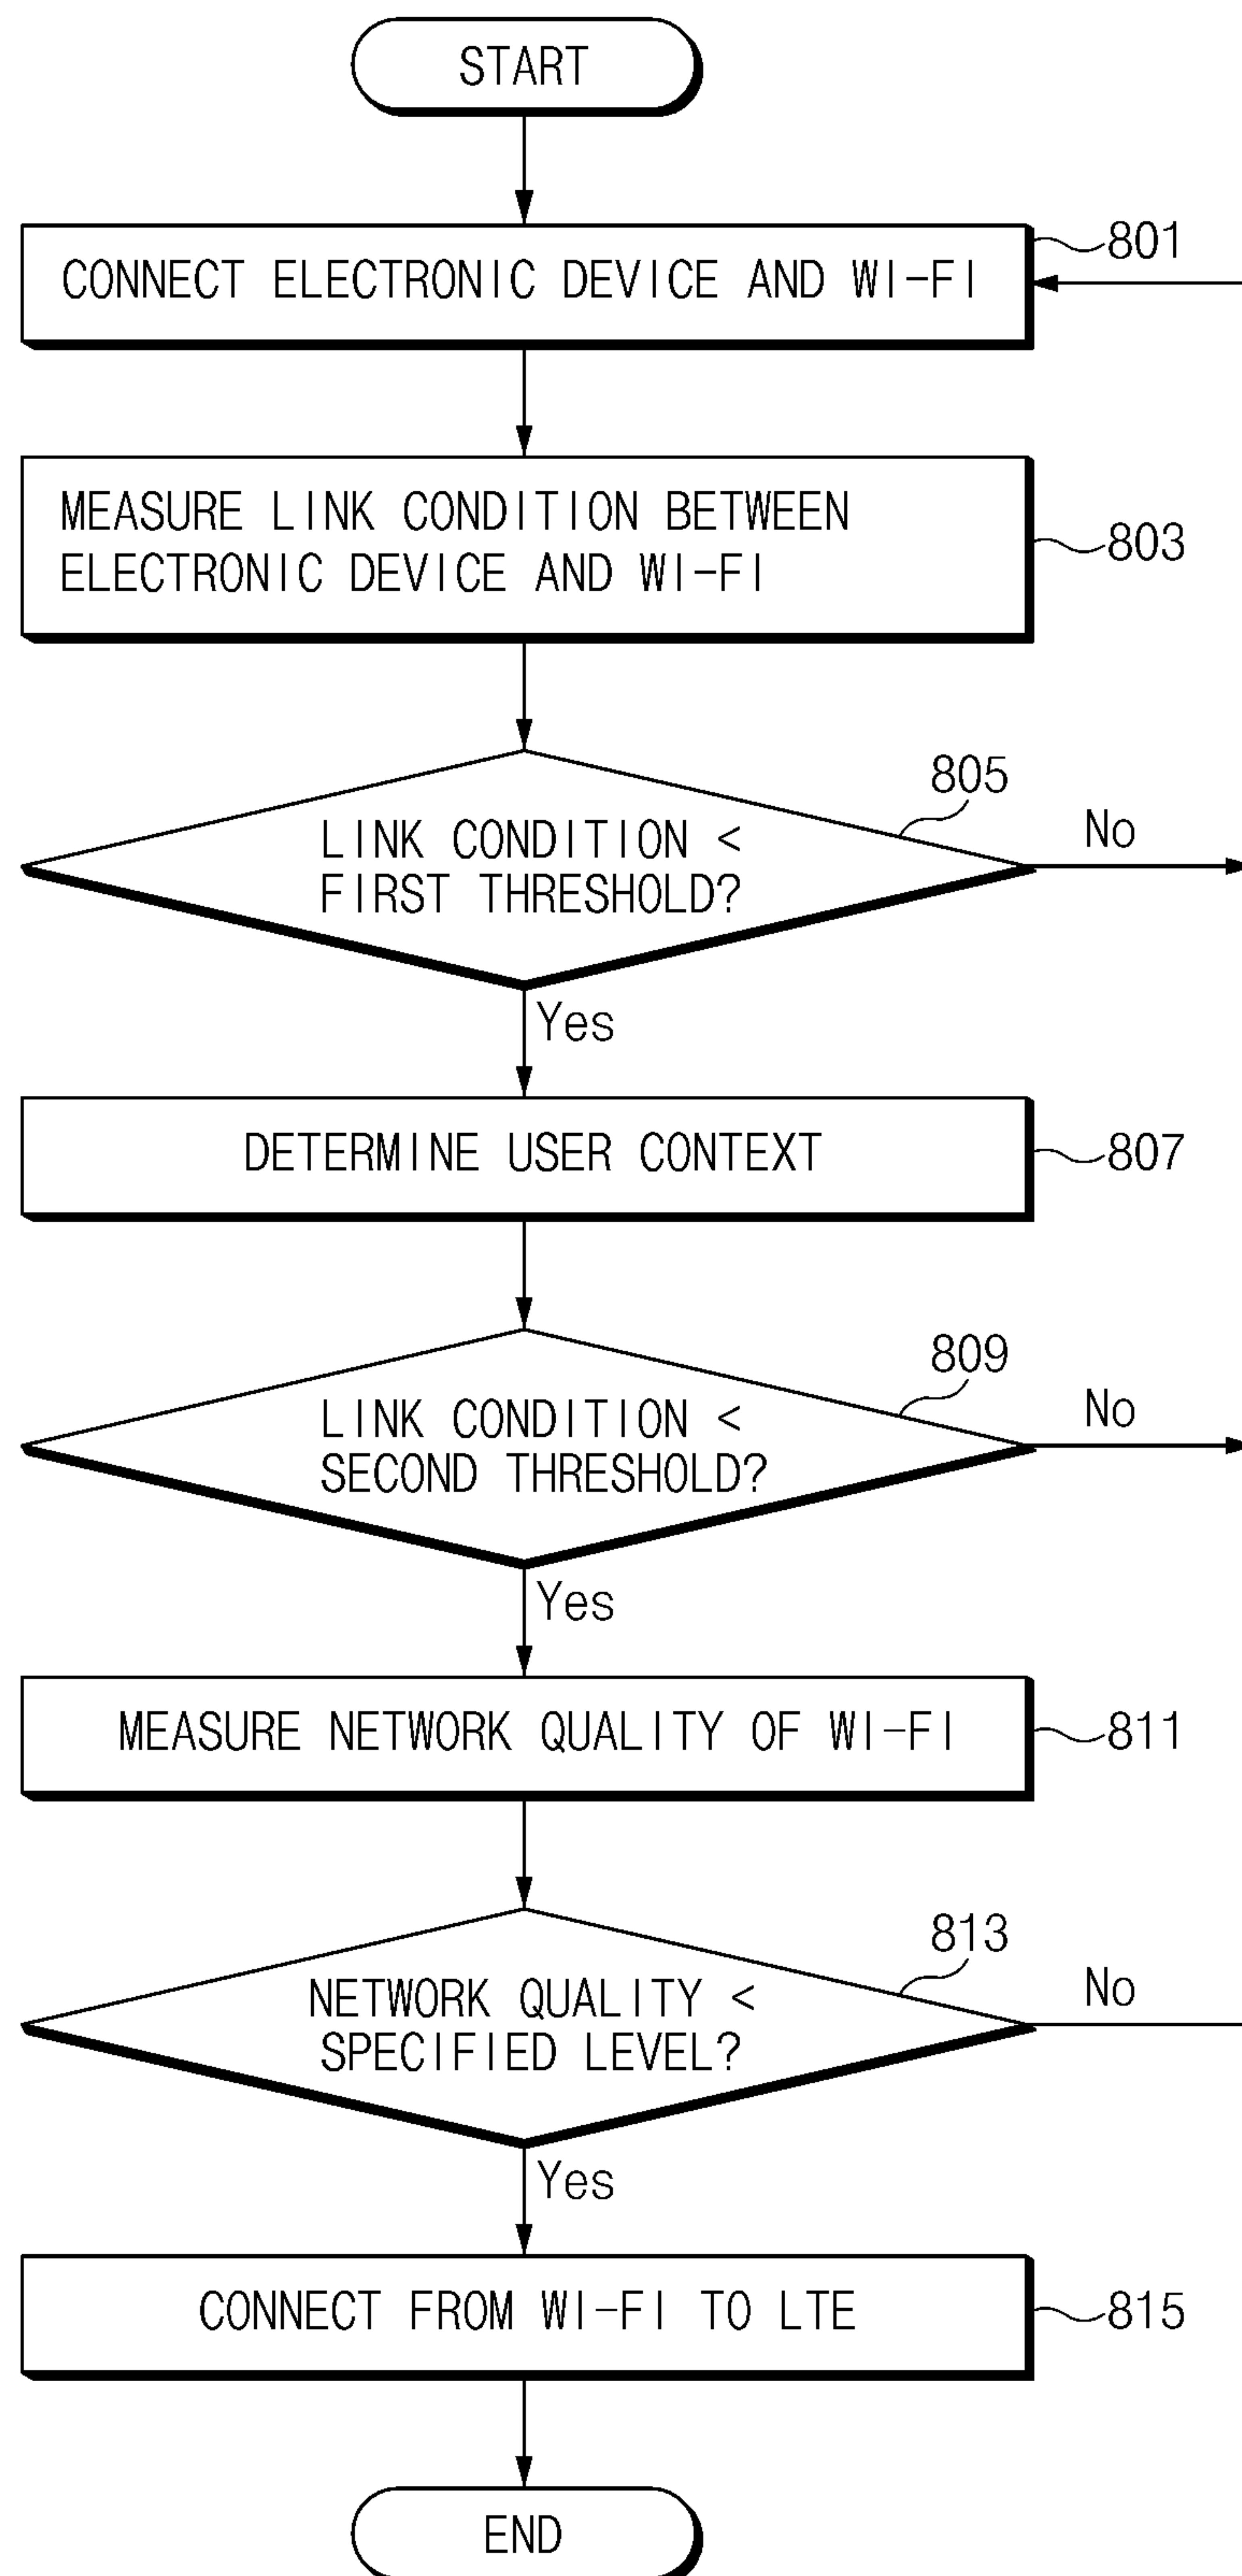 START
CONNECT ELECTRONIC DEVICE AND WI-FI
801
MEASURE LINK CONDITION BETWEEN
ELECTRONIC DEVICE AND WI-FI
803
805
LINK CONDITION <
FIRST THRESHOLD?
No
Yes
DETERMINE USER CONTEXT
807
809
LINK CONDITION <
SECOND THRESHOLD?
No
Yes
MEASURE NETWORK QUALITY OF WI-FI
811
813
NETWORK QUALITY <
SPECIFIED LEVEL?
No
Yes
CONNECT FROM WI-FI TO LTE
815
END